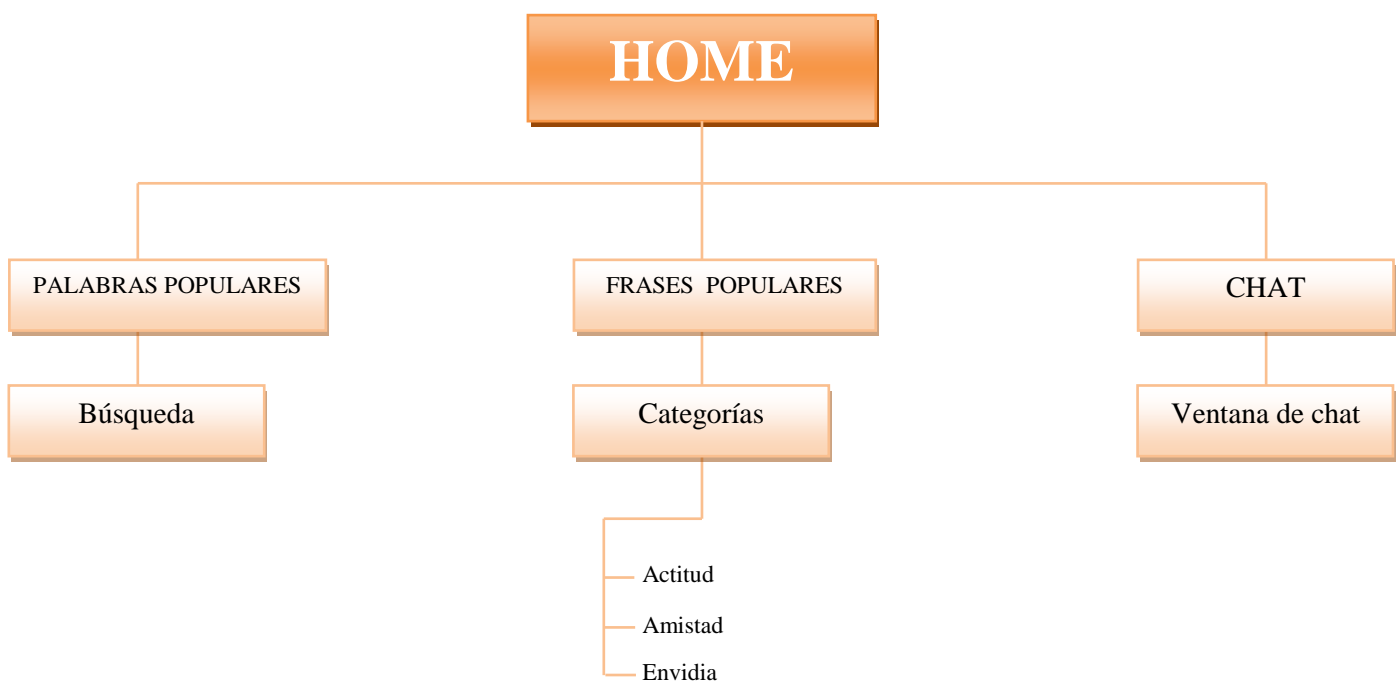 HOME
PALABRAS POPULARES
FRASES POPULARES
CHAT
Búsqueda
Categorías
Ventana de chat
Actitud
Amistad
Envidia